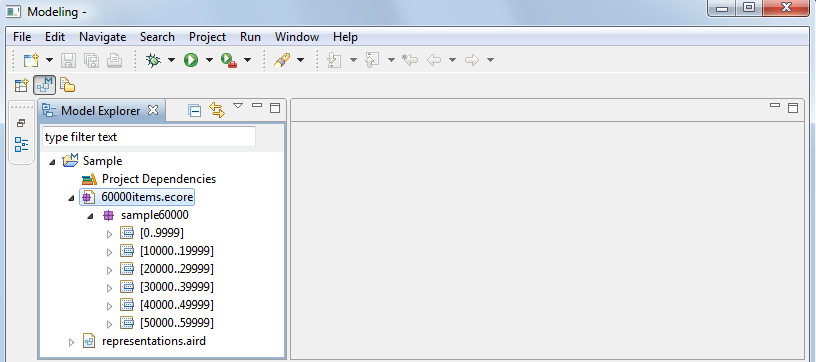 Modeling -
File Edit Navigate Search Project Run Window Help
Model Explorer
type filter text
Sample
Project Dependencies
60000items.ecore
sample60000
[0..9999]
[10000..19999]
[20000..29999]
[30000..39999]
[40000..49999]
[50000..59999]
representations.aird